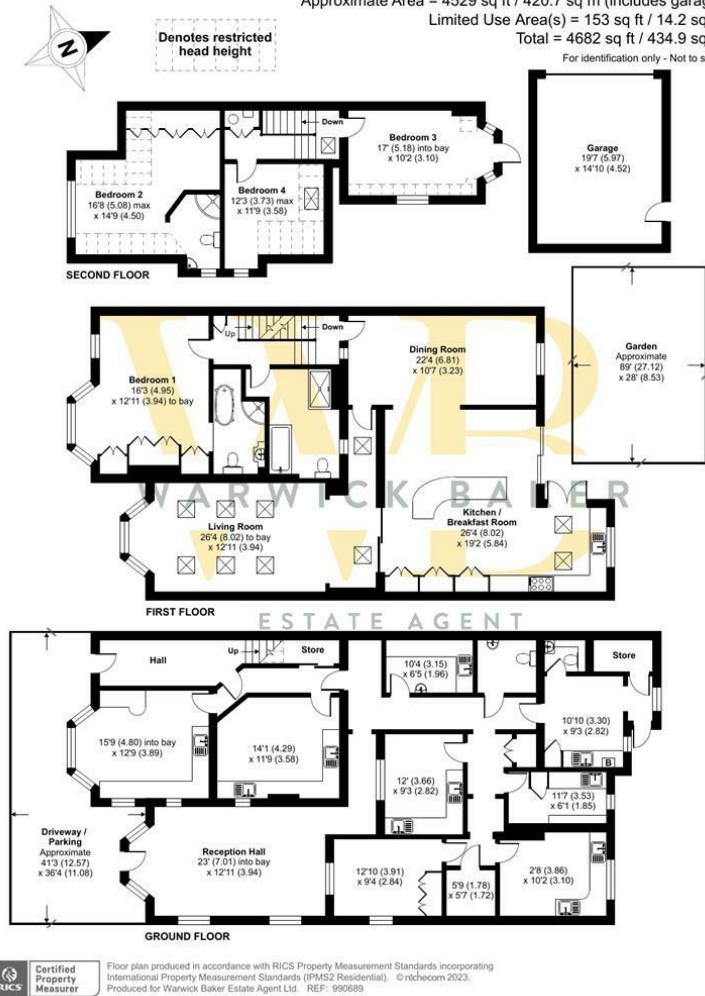 Approximate Area = 4529 sq ft / 420.7 sq m (includes garag
Limited Use Area(s) = 153 sq ft / 14.2 sq
Total = 4682 sq ft / 434.9 sq
For identification only - Not to s
N
Denotes restricted
head height
Down
Bedroom 3
17' (5.18) into bay
x 10'2 (3.10)
Garage
19'7 (5.97)
x 14'10 (4.52)
Bedroom 2
16'8 (5.08) max
x 14'9 (4.50)
Bedroom 4
12'3 (3.73) max
x 11'9 (3.58)
SECOND FLOOR
Up
Down
Dining Room
22'4 (6.81)
x 10'7 (3.23)
Garden
Approximate
89' (27.12)
x 28' (8.53)
Bedroom 1
16'3 (4.95)
x 12'11 (3.94) to bay
WB
WARWICK BAKER
Living Room
26'4 (8.02) to bay
x 12'11 (3.94)
Kitchen /
Breakfast Room
26'4 (8.02)
x 19'2 (5.84)
FIRST FLOOR
ESTATE AGENT
Hall
Up
Store
10'4 (3.15)
x 6'5 (1.96)
Store
15'9 (4.80) into bay
x 12'9 (3.89)
14'1 (4.29)
x 11'9 (3.58)
10'10 (3.30)
x 9'3 (2.82)
B
12' (3.66)
x 9'3 (2.82)
11'7 (3.53)
x 6'1 (1.85)
Driveway /
Parking
Approximate
41'3 (12.57)
x 36'4 (11.08)
Reception Hall
23' (7.01) into bay
x 12'11 (3.94)
12'10 (3.91)
x 9'4 (2.84)
5'9 (1.78)
x 5'7 (1.72)
2'8 (3.86)
x 10'2 (3.10)
GROUND FLOOR
RICS
Certified
Property
Measurer
Floor plan produced in accordance with RICS Property Measurement Standards incorporating
International Property Measurement Standards (IPMS2 Residential). © nichecom 2023.
Produced for Warwick Baker Estate Agent Ltd. REF: 990689